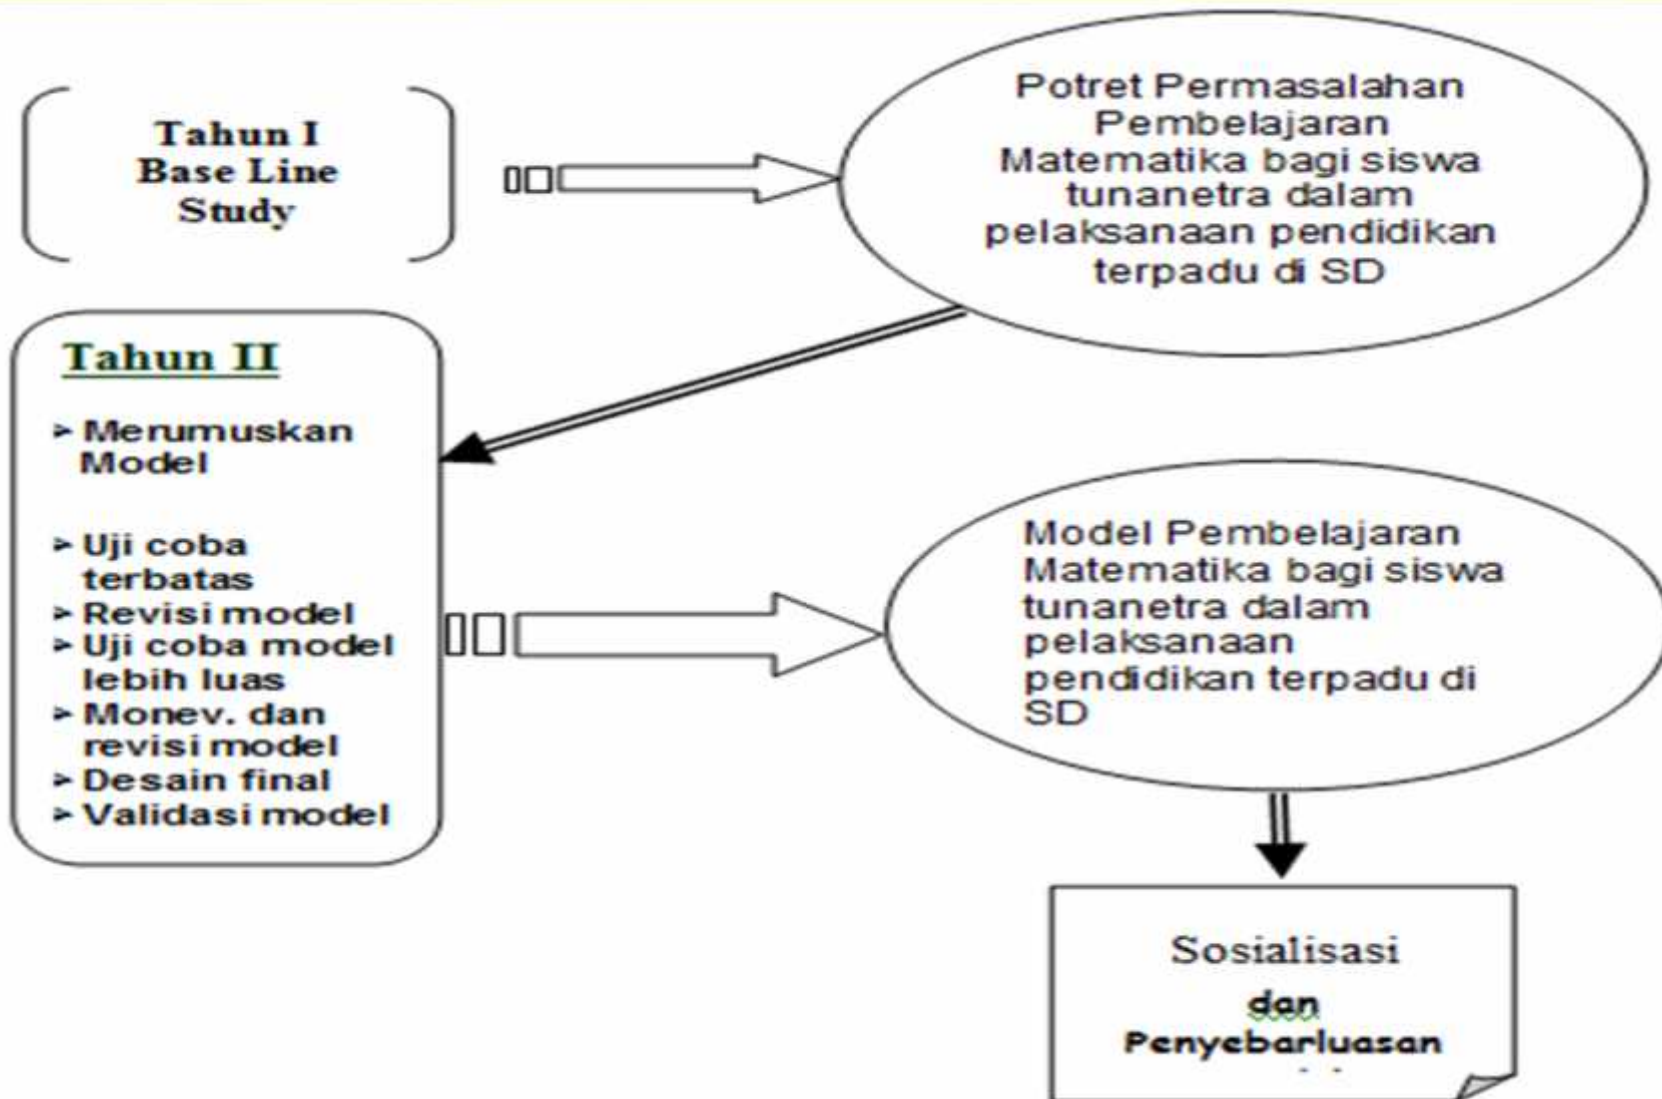 Tahun I
Base Line
Study
Potret Permasalahan
Pembelajaran
Matematika bagi siswa
tunanetra dalam
pelaksanaan pendidikan
terpadu di SD
Tahun II
➢ Merumuskan
Model
➢ Uji coba
terbatas
➢ Revisi model
➢ Uji coba model
lebih luas
➢ Monev. dan
revisi model
➢ Desain final
➢ Validasi model
Model Pembelajaran
Matematika bagi siswa
tunanetra dalam
pelaksanaan
pendidikan terpadu di
SD
Sosialisasi
dan
Penyebarluasan